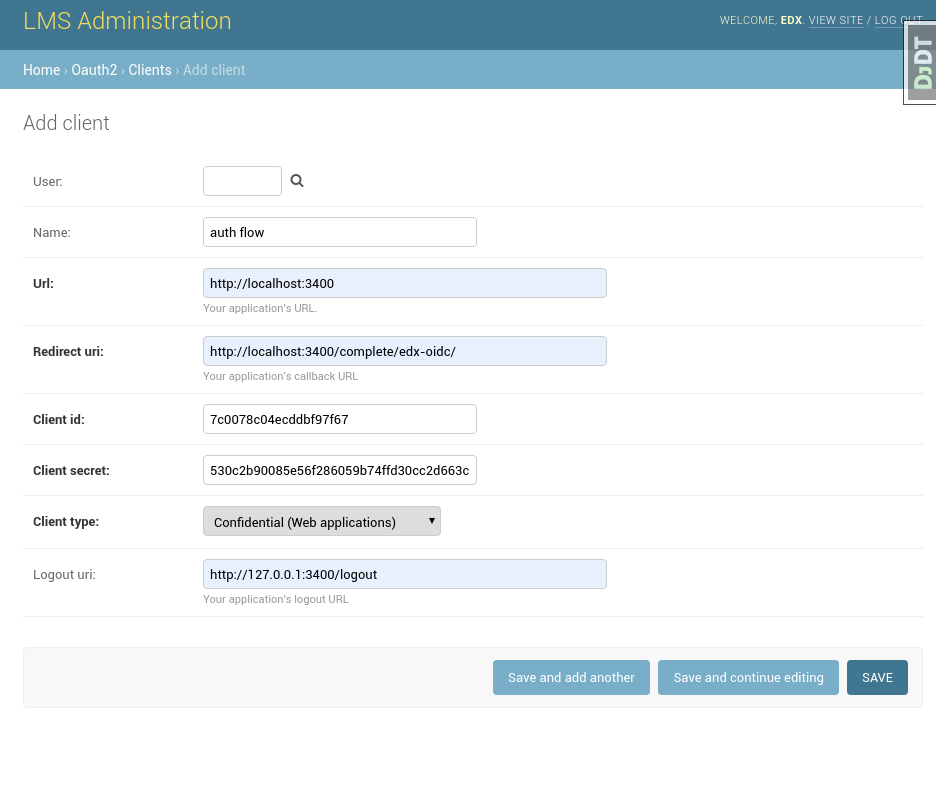 LMS Administration
WELCOME, EDX. VIEW SITE / LOG OUT
DJDT
Home › Oauth2 › Clients › Add client
Add client
User:
Name: auth flow
Url: http://localhost:3400
Your application's URL.
Redirect uri: http://localhost:3400/complete/edx-oidc/
Your application's callback URL
Client id: 7c0078c04ecddbf97f67
Client secret: 530c2b90085e56f286059b74ffd30cc2d663c
Client type: Confidential (Web applications)
Logout uri: http://127.0.0.1:3400/logout
Your application's logout URL
Save and add another Save and continue editing SAVE